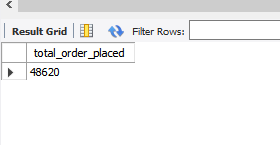 Result Grid Filter Rows:
total_order_placed
48620